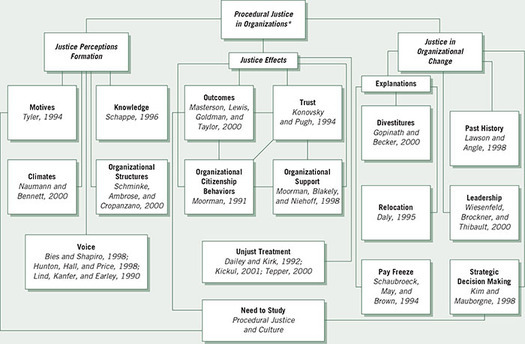 Procedural Justice
in Organizations*
Justice Perceptions
Formation
Justice in
Organizational
Change
Justice Effects
Explanations
Motives
Tyler, 1994
Knowledge
Schappe, 1996
Outcomes
Masterson, Lewis,
Goldman, and
Taylor, 2000
Trust
Konovsky
and Pugh, 1994
Divestitures
Gopinath and
Becker, 2000
Past History
Lawson and
Angle, 1998
Climates
Naumann and
Bennett, 2000
Organizational
Structures
Schminke,
Ambrose, and
Cropanzano, 2000
Organizational
Citizenship
Behaviors
Moorman, 1991
Organizational
Support
Moorman, Blakely,
and Niehoff, 1998
Relocation
Daly, 1995
Leadership
Wiesenfeld,
Brockner, and
Thibault, 2000
Voice
Bies and Shapiro, 1998;
Hunton, Hall, and Price, 1998;
Lind, Kanfer, and Earley, 1990
Unjust Treatment
Dailey and Kirk, 1992;
Kickul, 2001; Tepper, 2000
Pay Freeze
Schaubroeck,
May, and
Brown, 1994
Strategic
Decision Making
Kim and
Mauborgne, 1998
Need to Study
Procedural Justice
and Culture